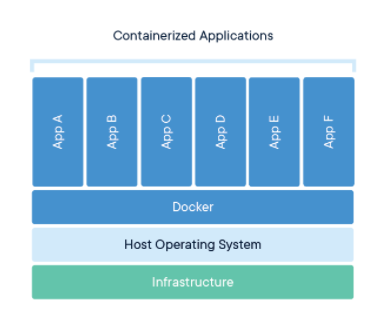 Containerized Applications
App A
App B
App C
App D
App E
App F
Docker
Host Operating System
Infrastructure